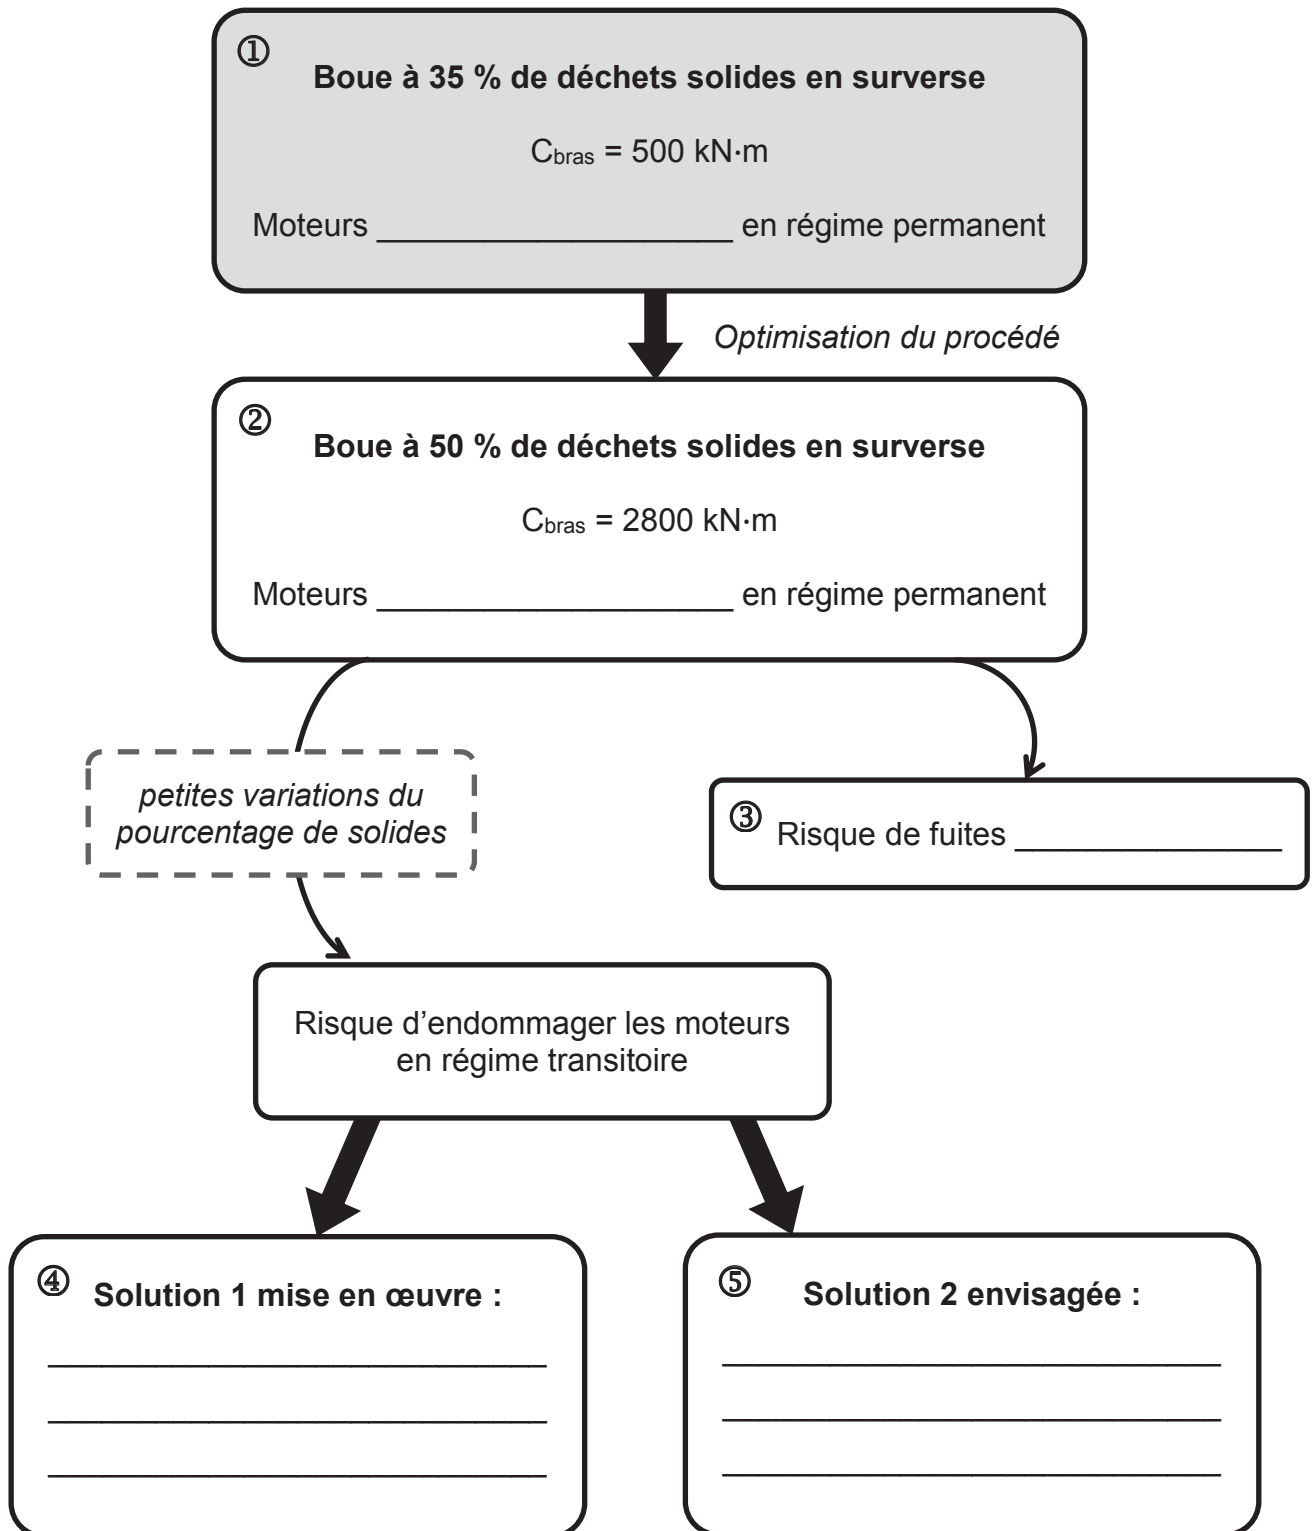 ①
Boue à 35 % de déchets solides en surverse
Cbras = 500 kN·m
Moteurs ____________________ en régime permanent
Optimisation du procédé
②
Boue à 50 % de déchets solides en surverse
Cbras = 2800 kN·m
Moteurs ____________________ en régime permanent
petites variations du
pourcentage de solides
③ Risque de fuites _______________
Risque d’endommager les moteurs
en régime transitoire
④ Solution 1 mise en œuvre :
____________________________
____________________________
____________________________
⑤ Solution 2 envisagée :
____________________________
____________________________
____________________________